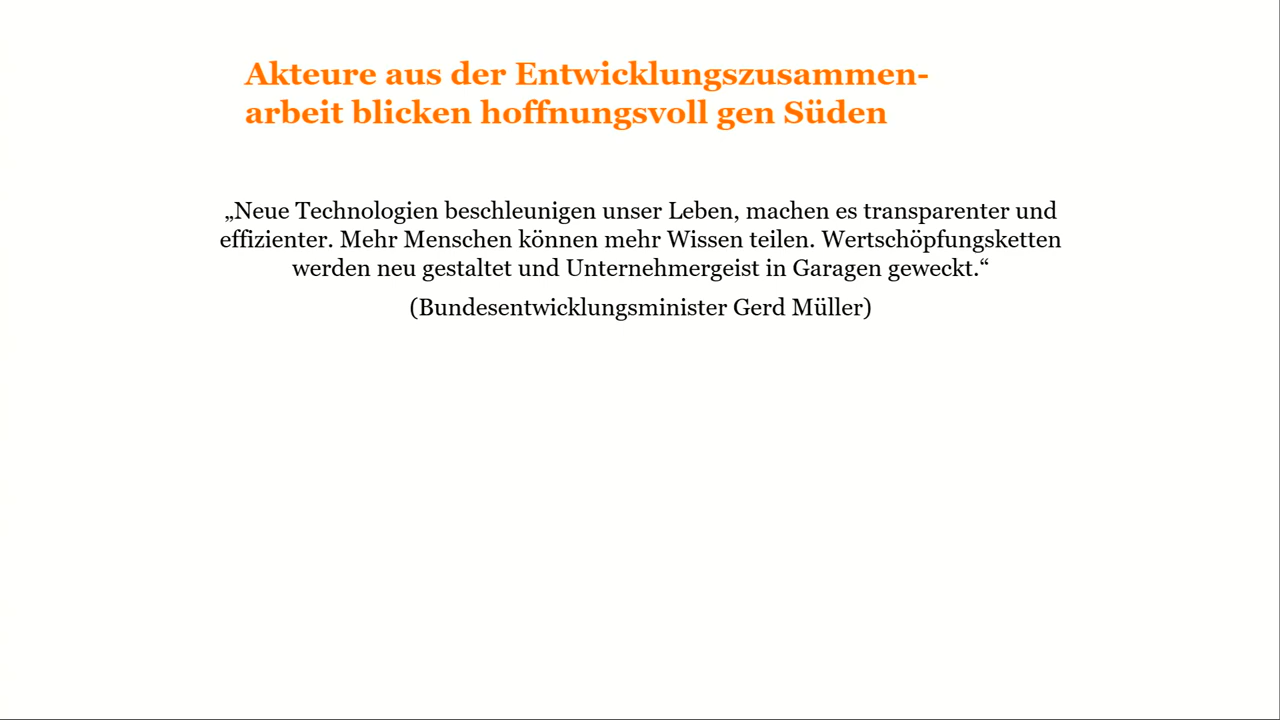 Akteure aus der Entwicklungszusammen-
arbeit blicken hoffnungsvoll gen Süden
„Neue Technologien beschleunigen unser Leben, machen es transparenter und
effizienter. Mehr Menschen können mehr Wissen teilen. Wertschöpfungsketten
werden neu gestaltet und Unternehmergeist in Garagen geweckt.“
(Bundesentwicklungsminister Gerd Müller)